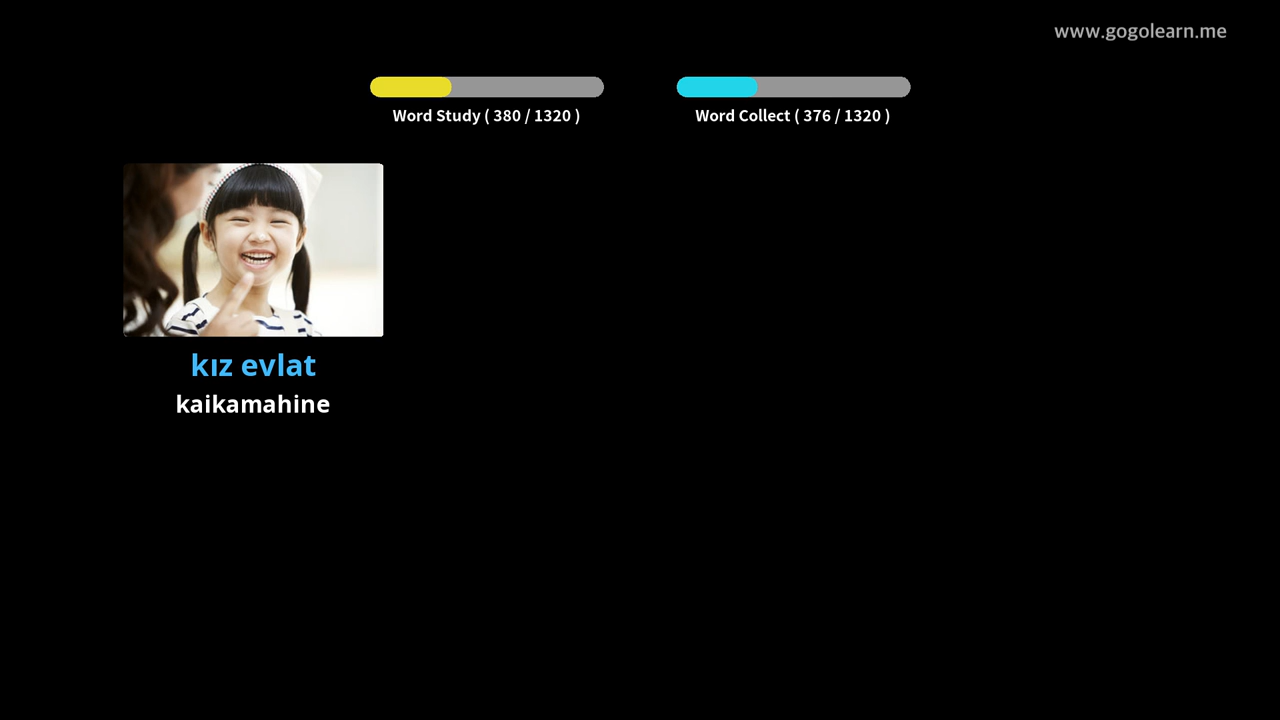 www.gogolearn.me
Word Study ( 380 / 1320 )
Word Collect ( 376 / 1320 )
kız evlat
kaikamahine